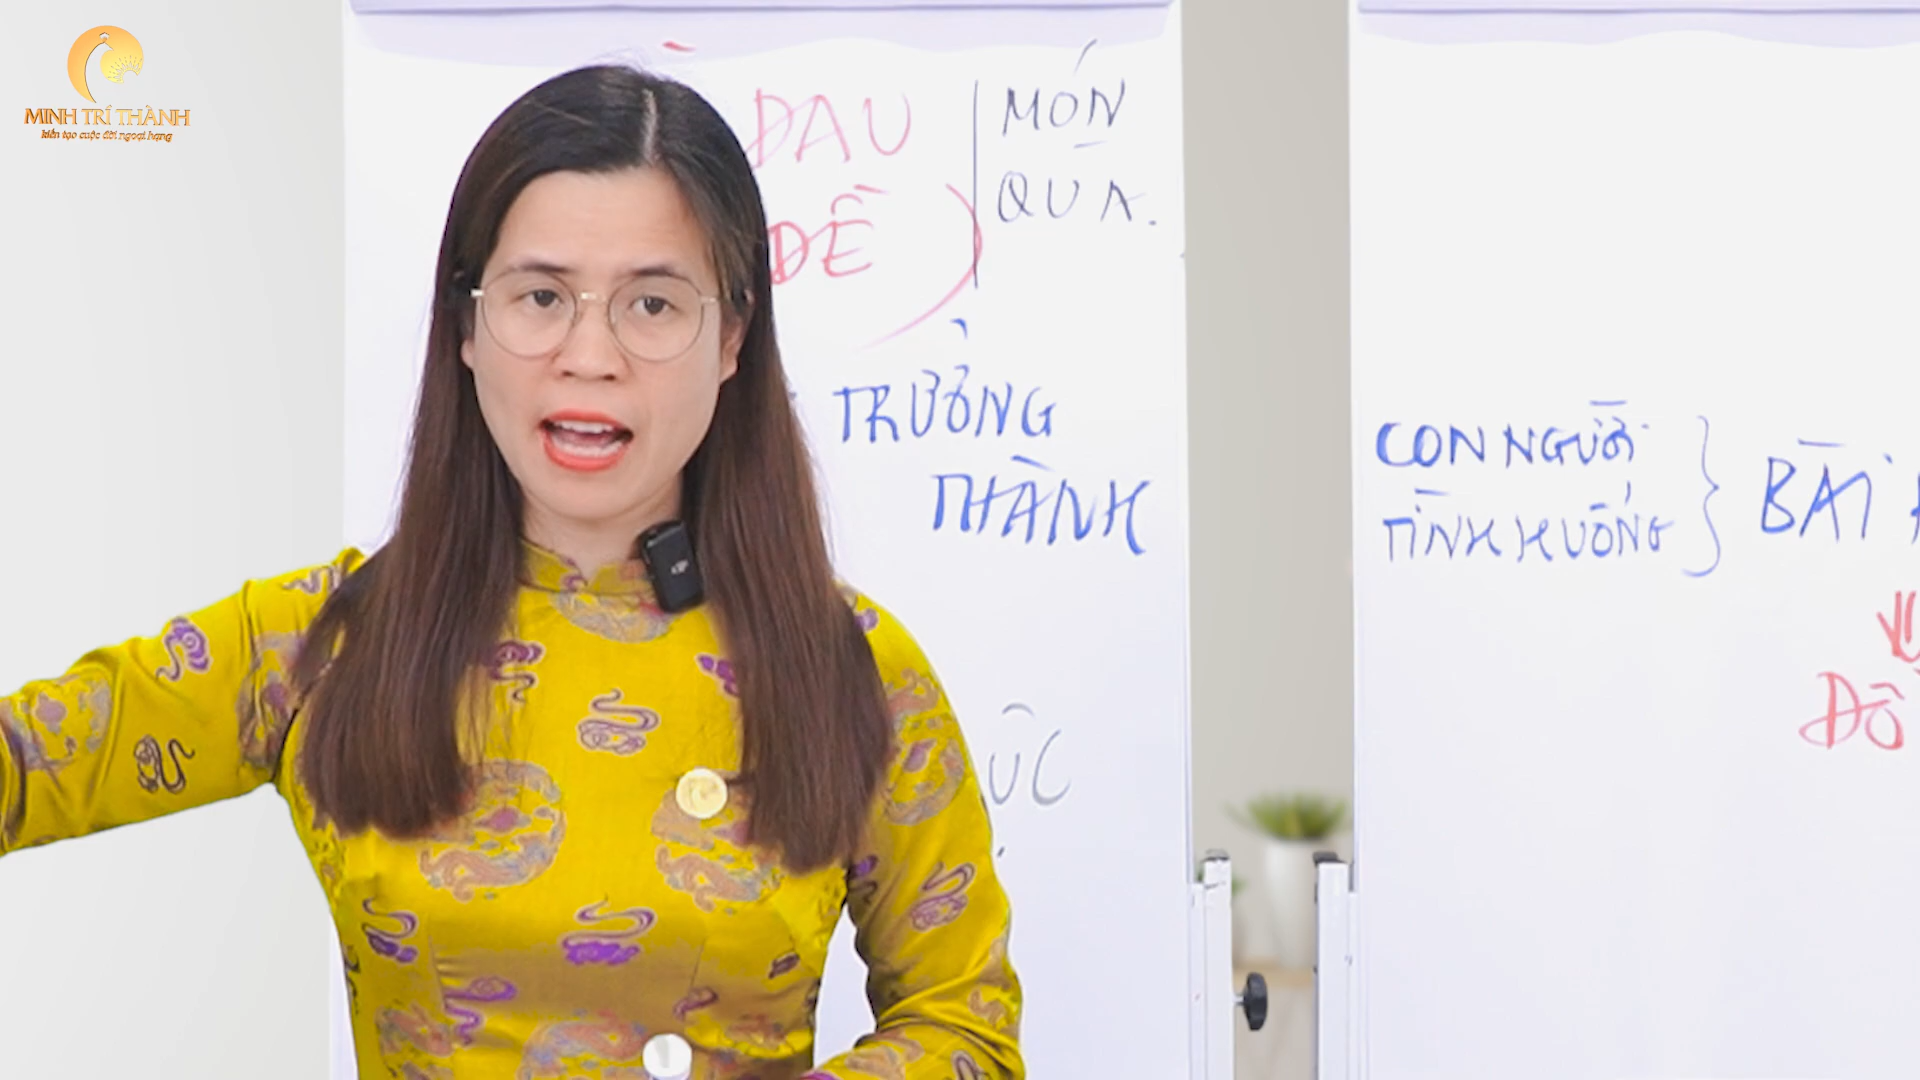 MINH TRÍ THÀNH
kiến tạo cuộc đời ngoại hạng
ĐAU
ĐỀ
MÓN
QUÀ.
TRƯỞNG
THÀNH
CON NGƯỜI
TÌNH HUỐNG
BÀI